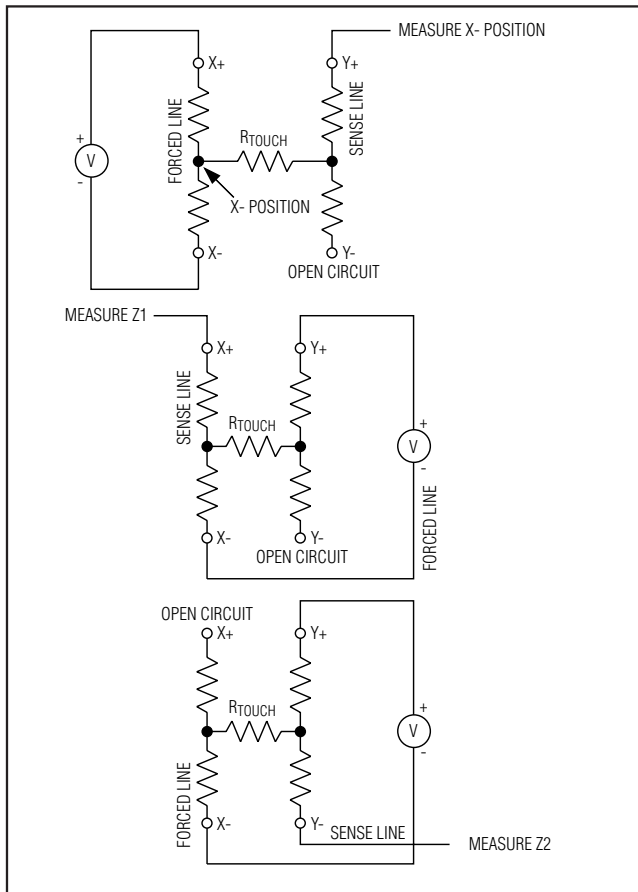 MEASURE X- POSITION
X+
Y+
FORCED LINE
RTOUCH
SENSE LINE
+
V
-
X- POSITION
X-
Y-
OPEN CIRCUIT
MEASURE Z1
X+
Y+
SENSE LINE
RTOUCH
+
V
-
X-
Y-
OPEN CIRCUIT
FORCED LINE
OPEN CIRCUIT
X+
Y+
RTOUCH
+
V
-
FORCED LINE
X-
Y-
SENSE LINE
MEASURE Z2